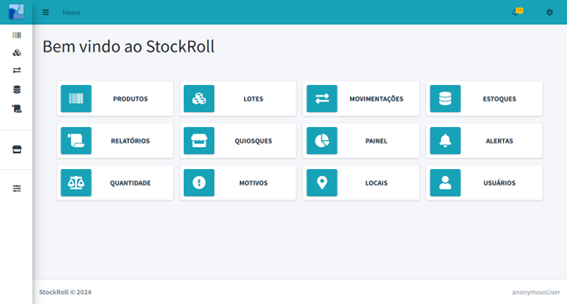 Home
Bem vindo ao StockRoll
PRODUTOS LOTES MOVIMENTAÇÕES ESTOQUES
RELATÓRIOS QUIOSQUES PAINEL ALERTAS
QUANTIDADE MOTIVOS LOCAIS USUÁRIOS
StockRoll © 2024 anonymousUser